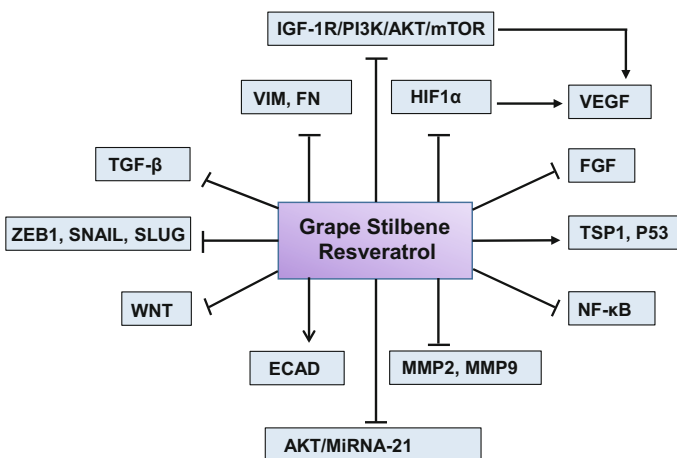 IGF-1R/PI3K/AKT/mTOR
VIM, FN
HIF1α
VEGF
TGF-β
FGF
ZEB1, SNAIL, SLUG
Grape Stilbene
Resveratrol
TSP1, P53
WNT
NF-κB
ECAD
MMP2, MMP9
AKT/MiRNA-21